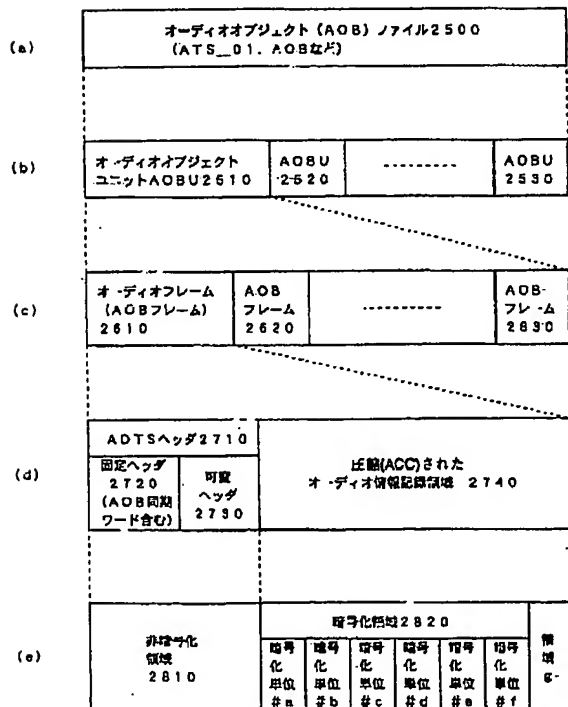 (a)
オーディオオブジェクト(AOB)ファイル2500
(ATS_01.AOBなど)
(b)
オーディオオブジェクト
ユニットAOBU2510
AOBU
2520
AOBU
2530
(c)
オーディオフレーム
(AOBフレーム)
2610
AOB
フレーム
2620
AOB-
フレーム
2630
(d)
ADTSヘッダ2710
固定ヘッダ
2720
(AOB同期
ワード含む)
可変
ヘッダ
2730
圧縮(ACC)された
オーディオ情報記録領域 2740
(e)
非暗号化
領域
2810
暗号化領域2820
暗号
化
単位
#a
暗号
化
単位
#b
暗号
化
単位
#c
暗号
化
単位
#d
暗号
化
単位
#e
暗号
化
単位
#f
領
域
g-